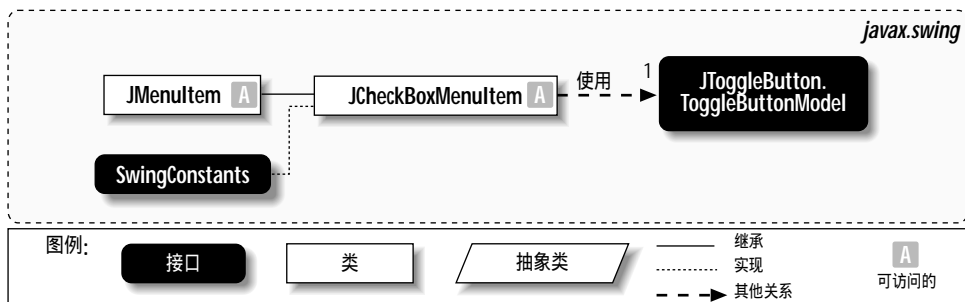 javax.swing
JMenuItem A
JCheckBoxMenuItem A
使用
1
JToggleButton.
ToggleButtonModel
SwingConstants
图例:
接口
类
抽象类
继承
实现
其他关系
A
可访问的